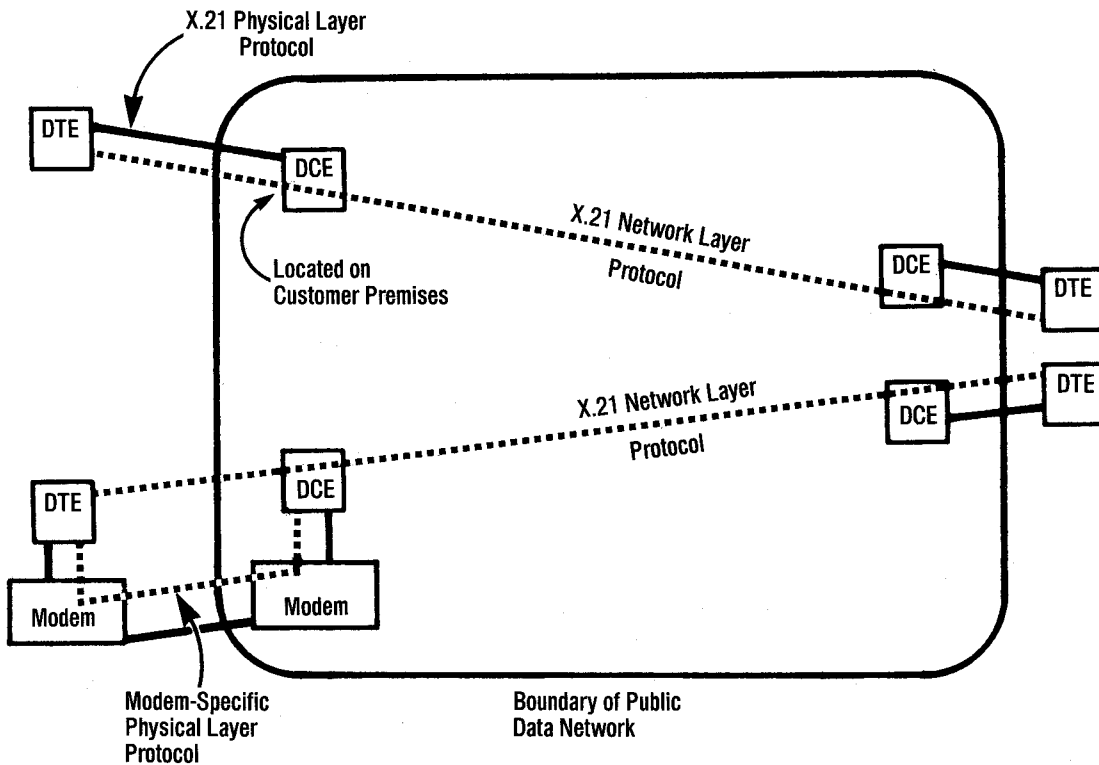 X.21 Physical Layer
Protocol
DTE
DCE
X.21 Network Layer
Protocol
Located on
Customer Premises
DCE
DTE
X.21 Network Layer
Protocol
DTE
DCE
DTE
DCE
Modem
Modem
Modem-Specific
Physical Layer
Protocol
Boundary of Public
Data Network